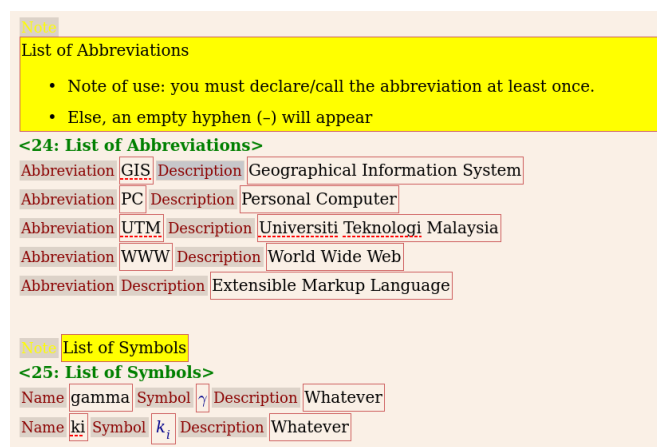 Note
List of Abbreviations
• Note of use: you must declare/call the abbreviation at least once.
• Else, an empty hyphen (–) will appear
<24: List of Abbreviations>
Abbreviation GIS Description Geographical Information System
Abbreviation PC Description Personal Computer
Abbreviation UTM Description Universiti Teknologi Malaysia
Abbreviation WWW Description World Wide Web
Abbreviation Description Extensible Markup Language
Note List of Symbols
<25: List of Symbols>
Name gamma Symbol γ Description Whatever
Name ki Symbol k_i Description Whatever